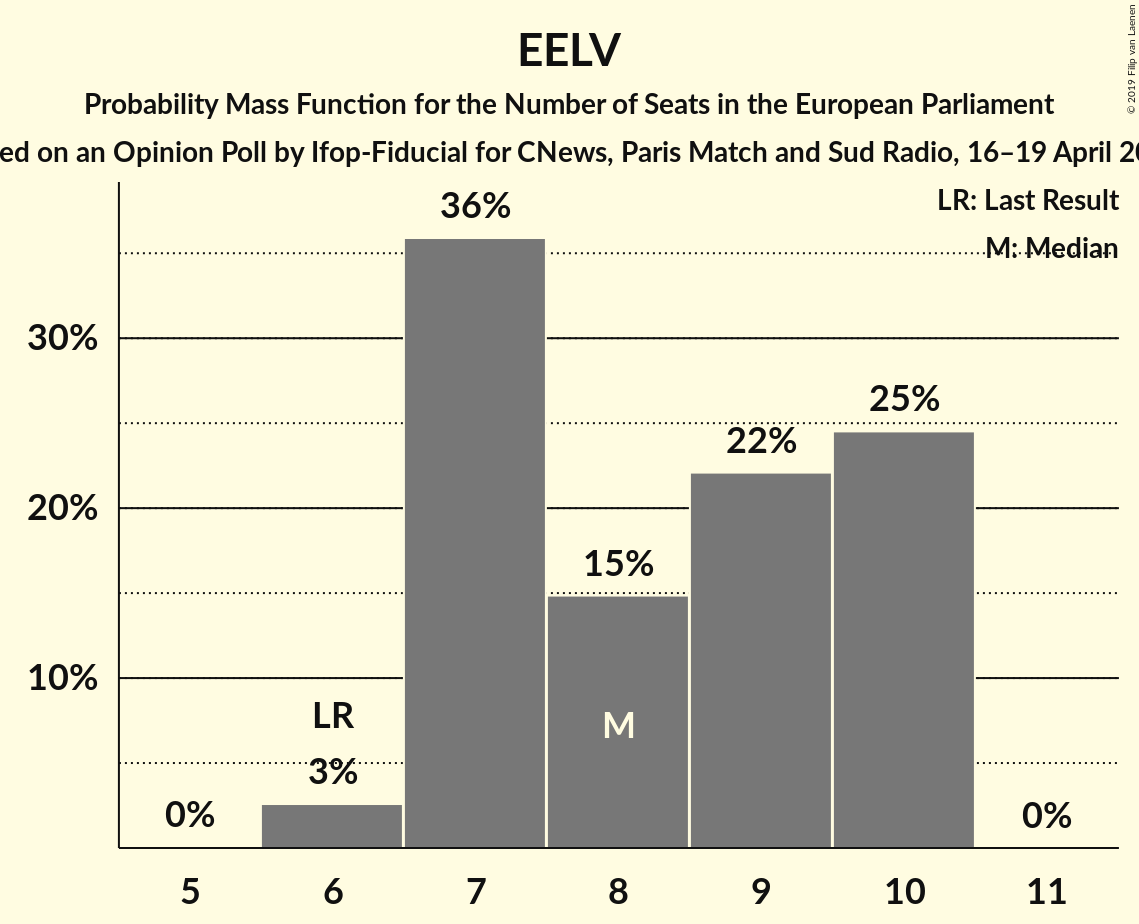 EELV
Probability Mass Function for the Number of Seats in the European Parliament
on an Opinion Poll by Ifop-Fiducial for CNews, Paris Match and Sud Radio, 16–19 April
© 2019 Filip van Laenen
LR: Last Result
M: Median
36%
30%
25%
22%
20%
15%
10%
LR
M
3%
0%
0%
5 6 7 8 9 10 11